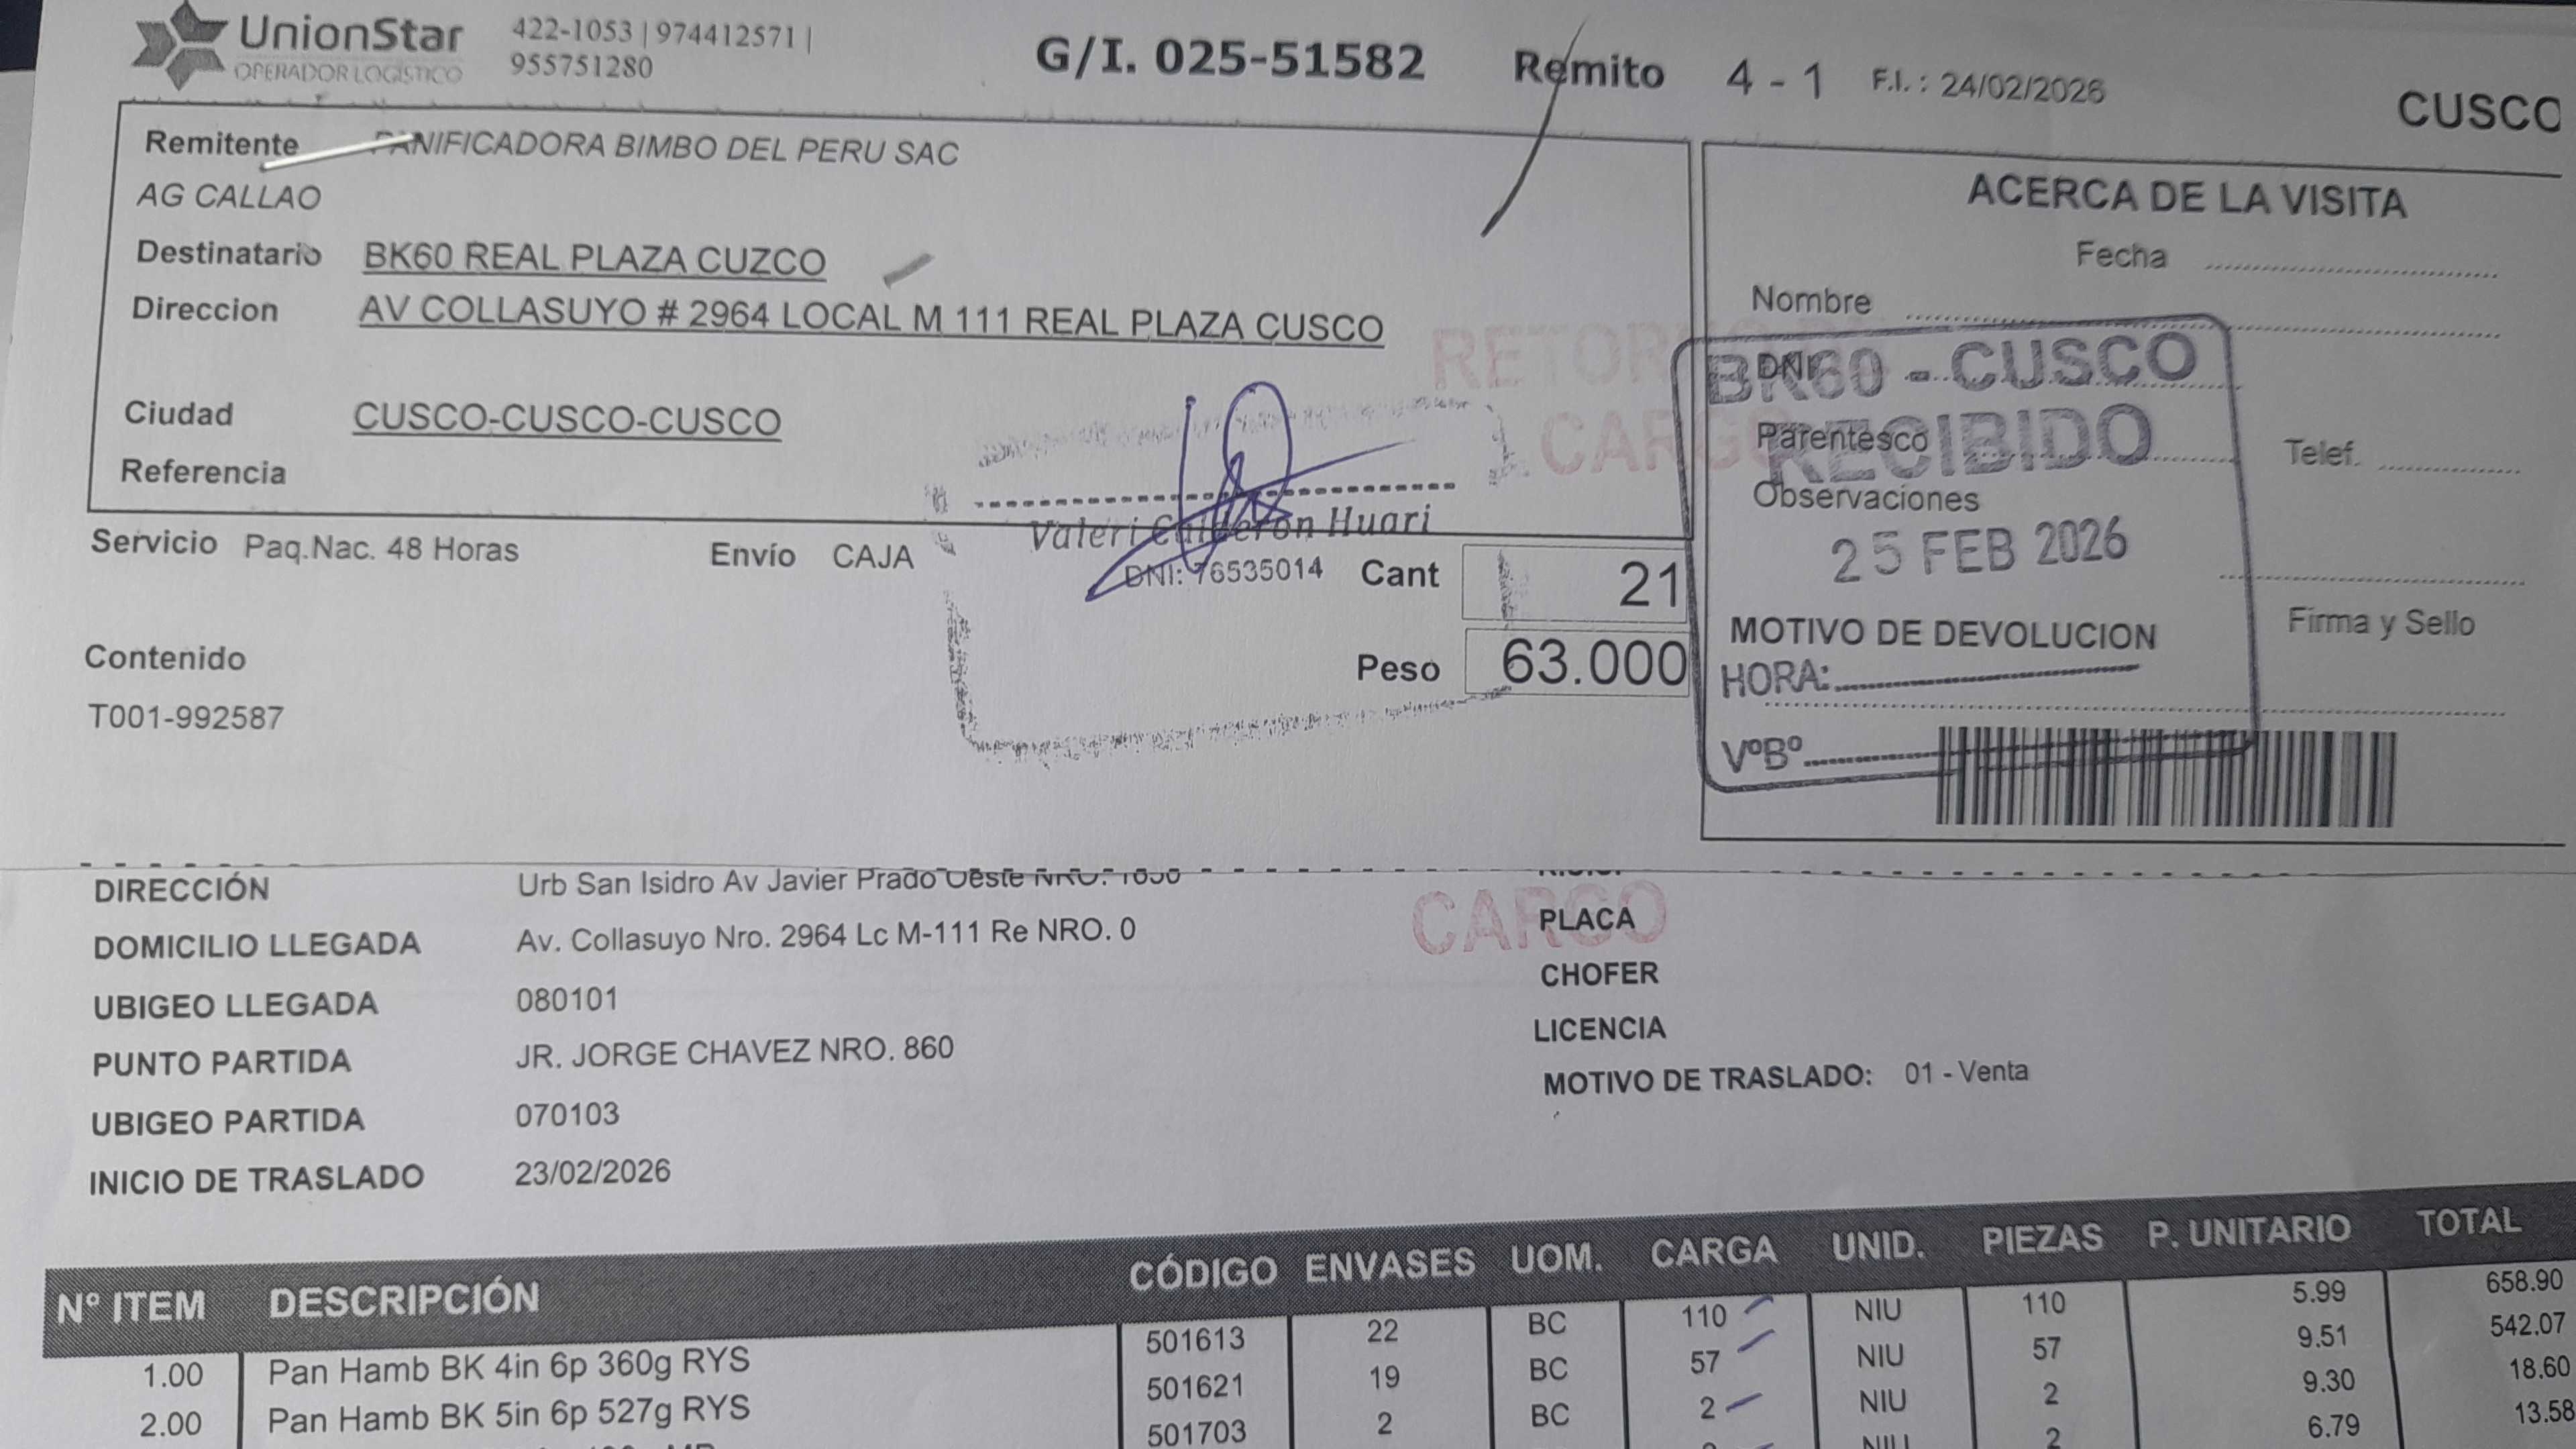 UnionStar
OPERADOR LOGISTICO
422-1053 | 974412571 |
955751280
G/I. 025-51582
Remito 4 - 1 F.I. : 24/02/2026
CUSCO
Remitente PANIFICADORA BIMBO DEL PERU SAC
AG CALLAO
Destinatario BK60 REAL PLAZA CUZCO
Direccion AV COLLASUYO # 2964 LOCAL M 111 REAL PLAZA CUSCO
Ciudad CUSCO-CUSCO-CUSCO
Referencia
RETORNO
CARGO
Valeri Calderon Huari
DNI: 76535014
Servicio Paq.Nac. 48 Horas Envío CAJA Cant 21
Peso 63.000
Contenido
T001-992587
ACERCA DE LA VISITA
Fecha
Nombre
DNI
Parentesco
Telef.
Observaciones
MOTIVO DE DEVOLUCION
Firma y Sello
BK60 - CUSCO
RECIBIDO
25 FEB 2026
HORA:
VºBº
DIRECCIÓN Urb San Isidro Av Javier Prado Oeste NRO.
DOMICILIO LLEGADA Av. Collasuyo Nro. 2964 Lc M-111 Re NRO. 0
UBIGEO LLEGADA 080101
PUNTO PARTIDA JR. JORGE CHAVEZ NRO. 860
UBIGEO PARTIDA 070103
INICIO DE TRASLADO 23/02/2026
CARGO
PLACA
CHOFER
LICENCIA
MOTIVO DE TRASLADO: 01 - Venta
Nº ITEM DESCRIPCIÓN CÓDIGO ENVASES UOM. CARGA UNID. PIEZAS P. UNITARIO TOTAL
1.00 Pan Hamb BK 4in 6p 360g RYS 501613 22 BC 110 NIU 110 5.99 658.90
2.00 Pan Hamb BK 5in 6p 527g RYS 501621 19 BC 57 NIU 57 9.51 542.07
501703 2 BC 2 NIU 2 9.30 18.60
2 6.79 13.58